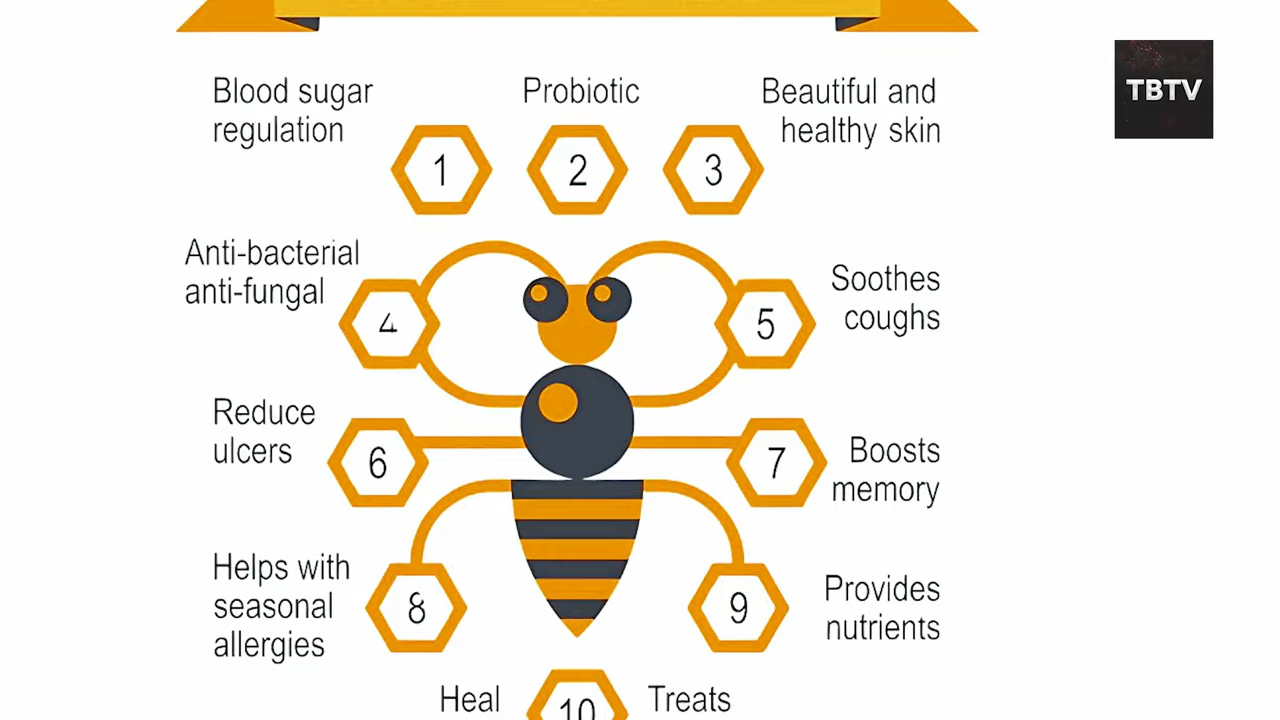 TBTV
Blood sugar
regulation
1
Probiotic
2
Beautiful and
healthy skin
3
Anti-bacterial
anti-fungal
4
Soothes
coughs
5
Reduce
ulcers
6
Boosts
memory
7
Helps with
seasonal
allergies
8
Provides
nutrients
9
Heal
10
Treats